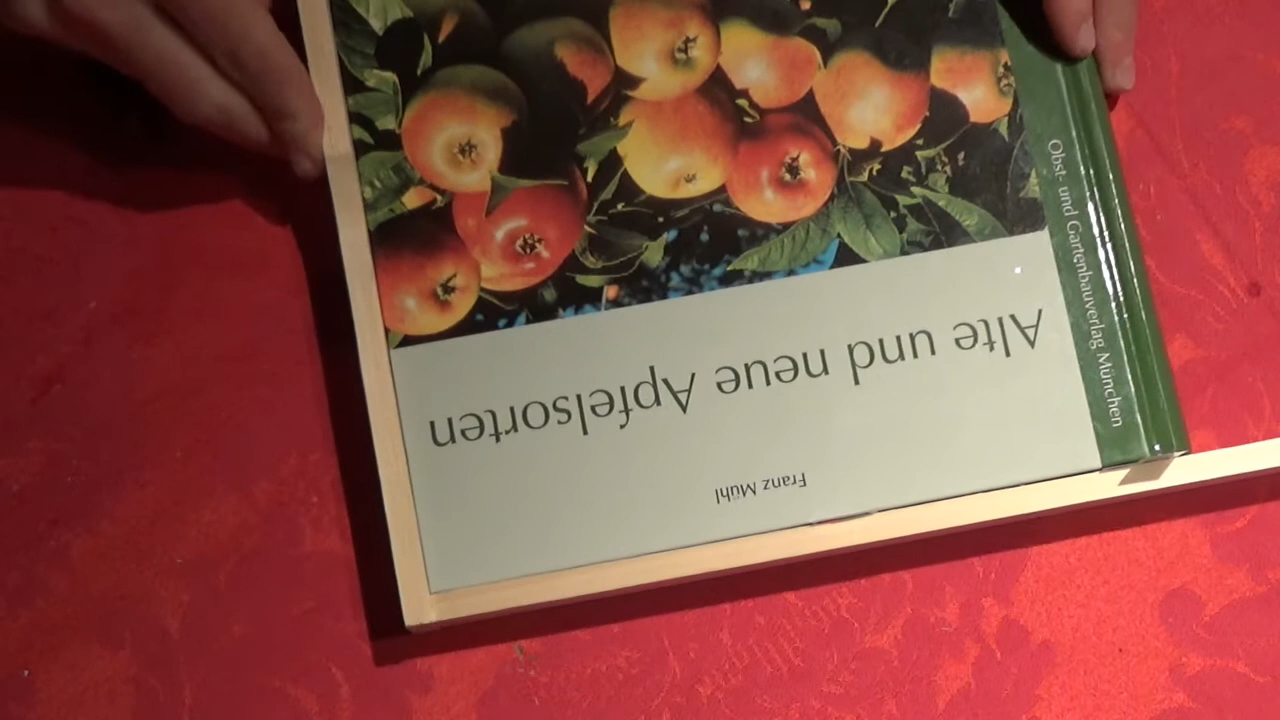 Franz Mühl
Alte und neue Apfelsorten
Obst- und Gartenbauverlag München